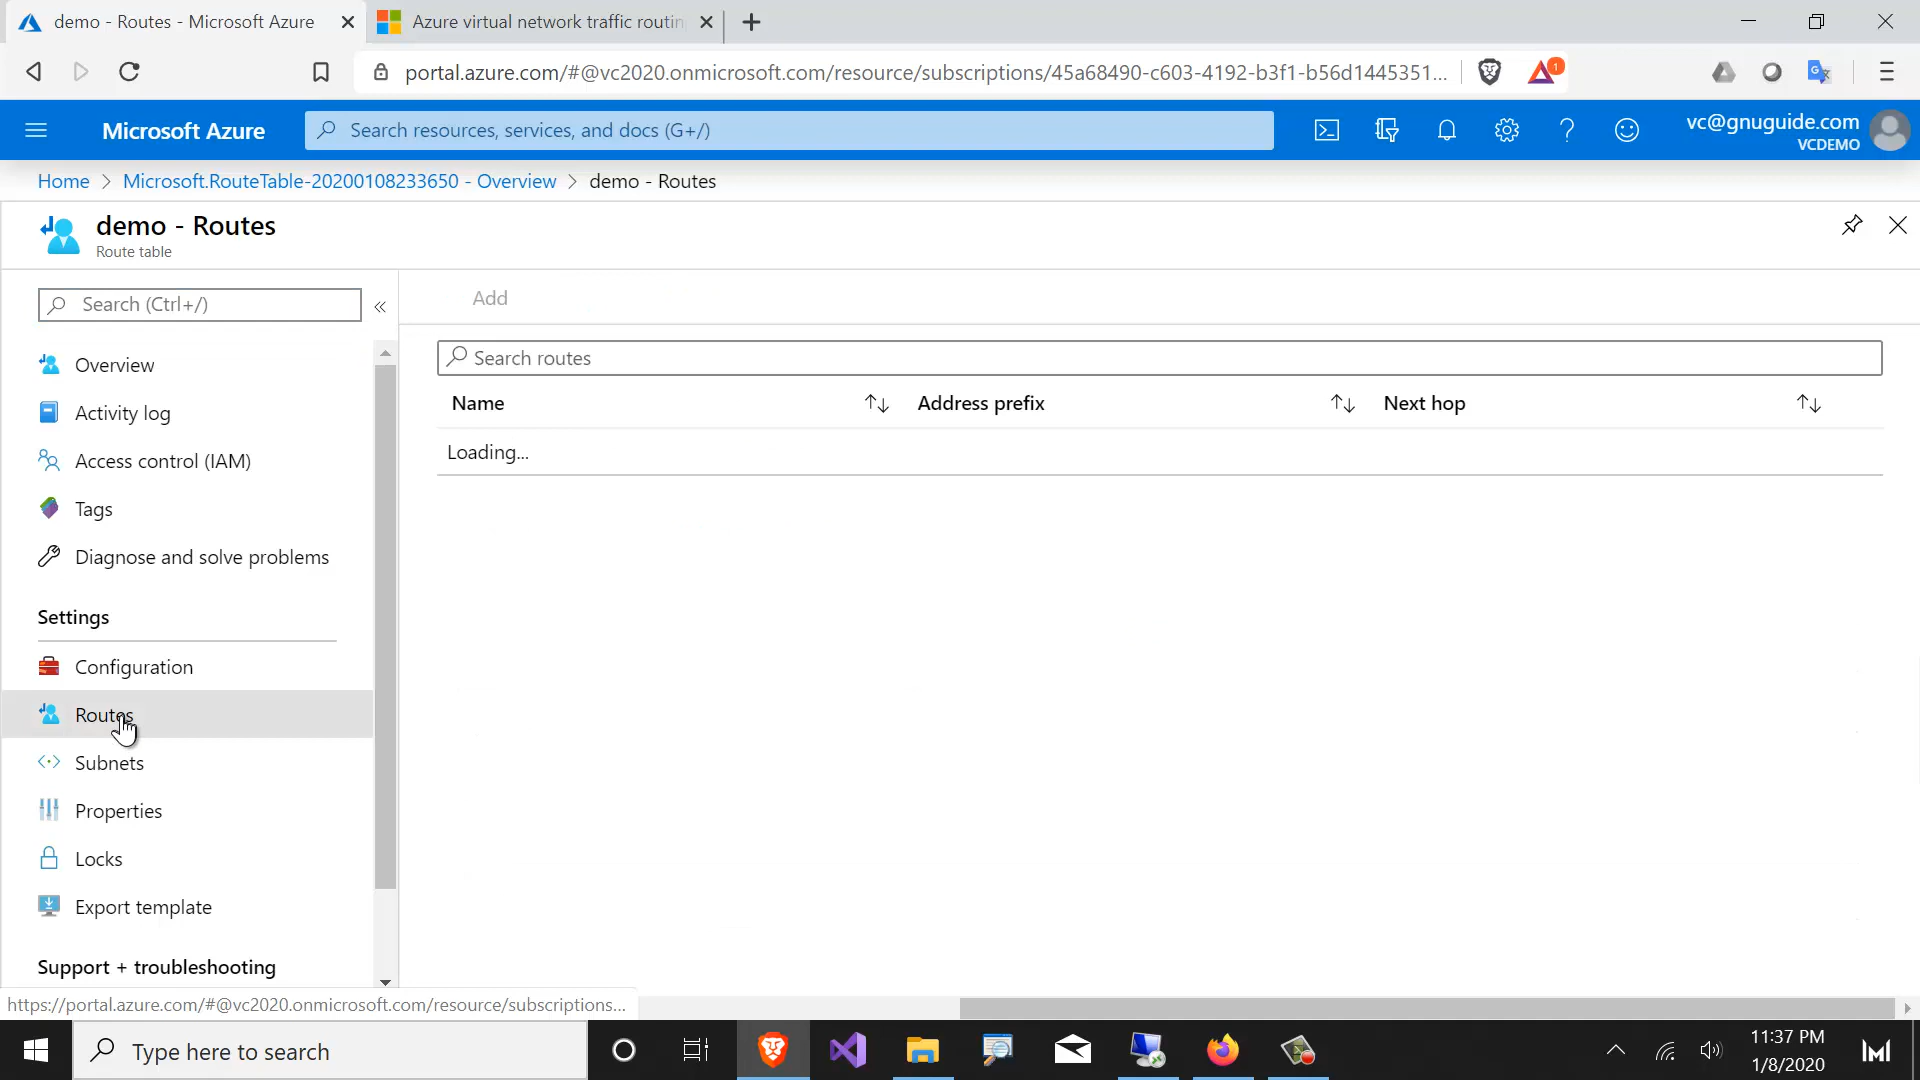 demo - Routes - Microsoft Azure
Azure virtual network traffic routin
portal.azure.com/#@vc2020.onmicrosoft.com/resource/subscriptions/45a68490-c603-4192-b3f1-b56d1445351...
1
Microsoft Azure
Search resources, services, and docs (G+/)
vc@gnuguide.com
VCDEMO
Home > Microsoft.RouteTable-20200108233650 - Overview > demo - Routes
demo - Routes
Route table
Search (Ctrl+/)
«
Add
Search routes
Name
Address prefix
Next hop
Loading...
Overview
Activity log
Access control (IAM)
Tags
Diagnose and solve problems
Settings
Configuration
Routes
Subnets
Properties
Locks
Export template
Support + troubleshooting
https://portal.azure.com/#@vc2020.onmicrosoft.com/resource/subscriptions...
Type here to search
11:37 PM
1/8/2020